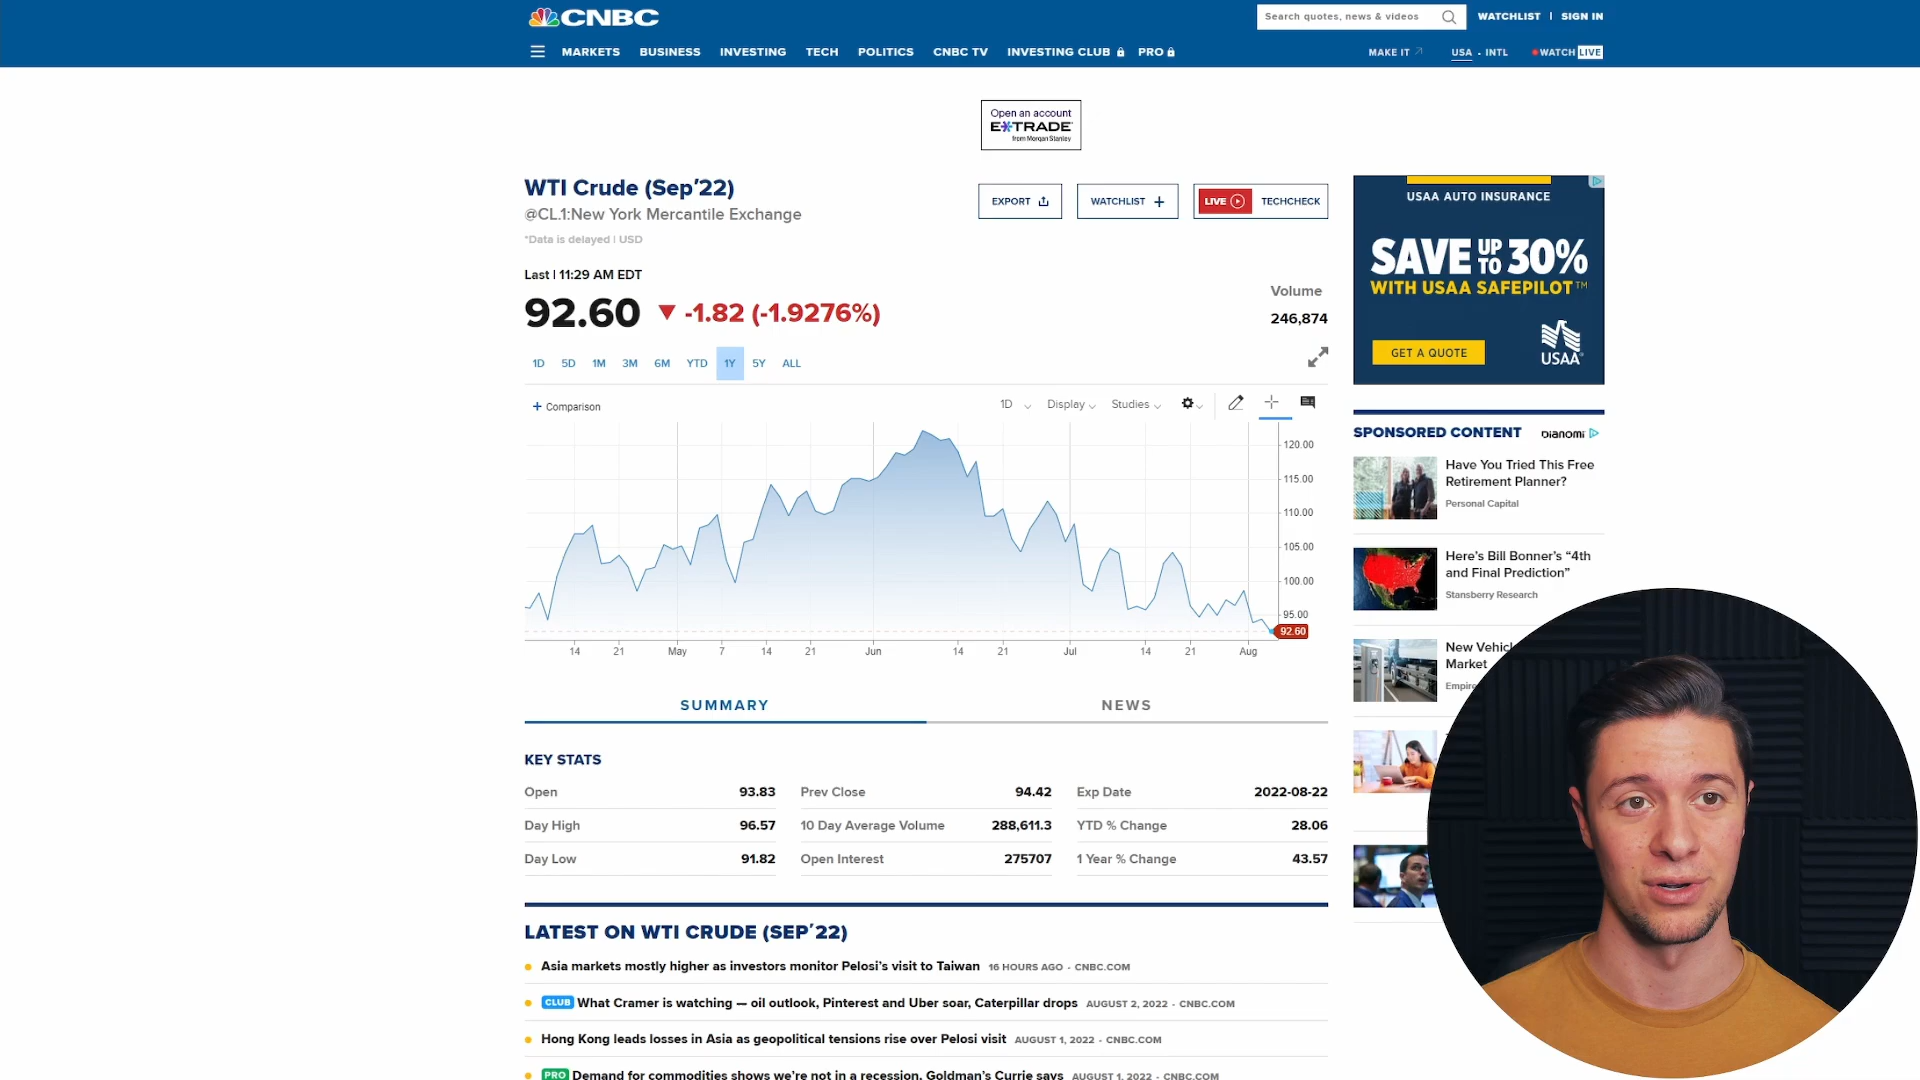 CNBC
Search quotes, news & videos
WATCHLIST | SIGN IN
MARKETS BUSINESS INVESTING TECH POLITICS CNBC TV INVESTING CLUB PRO
MAKE IT USA • INTL WATCH LIVE
Open an account
E*TRADE
from Morgan Stanley
WTI Crude (Sep'22)
@CL.1:New York Mercantile Exchange
*Data is delayed | USD
EXPORT WATCHLIST + LIVE TECHCHECK
Last | 11:29 AM EDT
92.60 ▼ -1.82 (-1.9276%)
Volume
246,874
1D 5D 1M 3M 6M YTD 1Y 5Y ALL
+ Comparison
1D Display Studies
120.00
115.00
110.00
105.00
100.00
95.00
92.60
14 21 May 7 14 21 Jun 14 21 Jul 14 21 Aug
SUMMARY NEWS
KEY STATS
Open 93.83 Prev Close 94.42 Exp Date 2022-08-22
Day High 96.57 10 Day Average Volume 288,611.3 YTD % Change 28.06
Day Low 91.82 Open Interest 275707 1 Year % Change 43.57
LATEST ON WTI CRUDE (SEP'22)
Asia markets mostly higher as investors monitor Pelosi's visit to Taiwan 16 HOURS AGO - CNBC.COM
CLUB What Cramer is watching — oil outlook, Pinterest and Uber soar, Caterpillar drops AUGUST 2, 2022 - CNBC.COM
Hong Kong leads losses in Asia as geopolitical tensions rise over Pelosi visit AUGUST 1, 2022 - CNBC.COM
PRO Demand for commodities shows we're not in a recession, Goldman's Currie says AUGUST 1, 2022 - CNBC.COM
USAA AUTO INSURANCE
SAVE UP TO 30%
WITH USAA SAFEPILOT™
GET A QUOTE
USAA®
SPONSORED CONTENT
Dianomi
Have You Tried This Free
Retirement Planner?
Personal Capital
Here's Bill Bonner's “4th
and Final Prediction”
Stansberry Research
New
Market
Empire